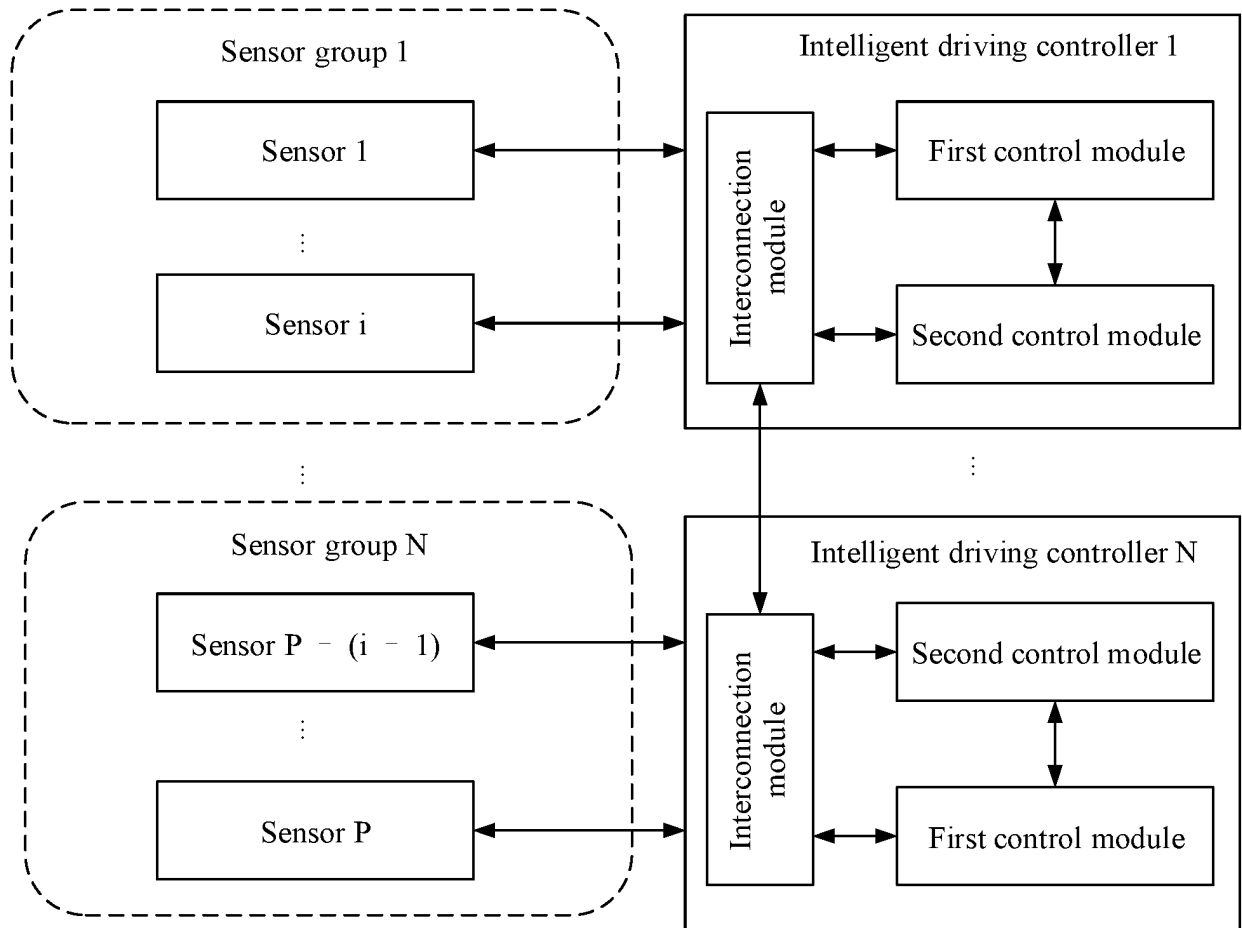 Sensor group 1
Sensor 1
⋮
Sensor i
Intelligent driving controller 1
Interconnection
module
First control module
Second control module
⋮
⋮
Sensor group N
Sensor P - (i - 1)
⋮
Sensor P
Intelligent driving controller N
Interconnection
module
Second control module
First control module